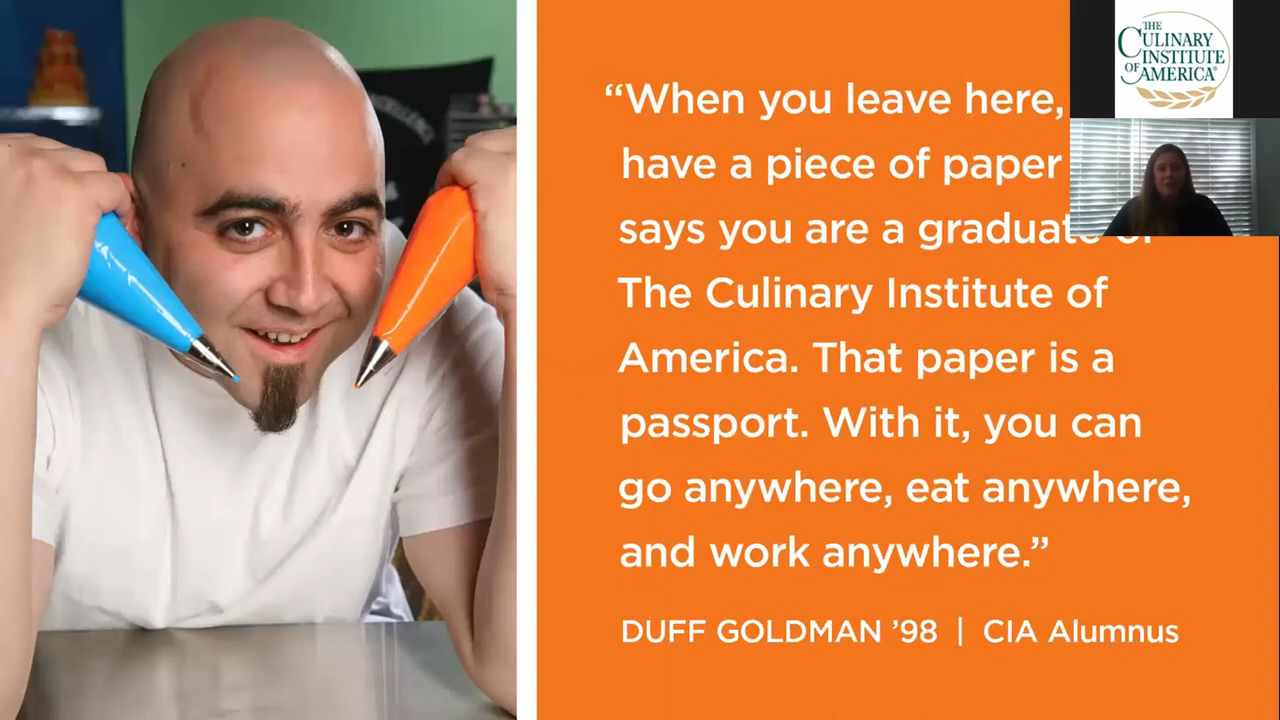 “When you leave here,
have a piece of paper
says you are a graduate
The Culinary Institute of
America. That paper is a
passport. With it, you can
go anywhere, eat anywhere,
and work anywhere.”
DUFF GOLDMAN ’98 | CIA Alumnus
THE
CULINARY
INSTITUTE
OF AMERICA®